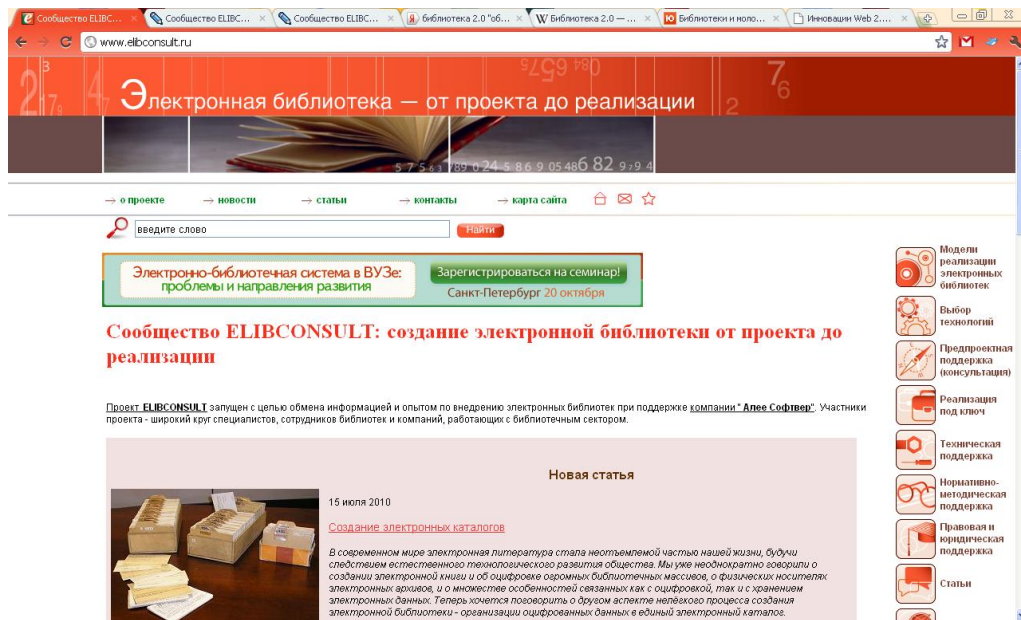 Сообщество ELIBC...
Сообщество ELIBC...
Сообщество ELIBC...
библиотека 2.0 "об...
Библиотека 2.0 — ...
Библиотеки и моло...
Инновации Web 2....
www.elibconsult.ru
Электронная библиотека — от проекта до реализации
→ о проекте → новости → статьи → контакты → карта сайта
введите слово Найти
Электронно-библиотечная система в ВУЗе:
проблемы и направления развития
Зарегистрироваться на семинар!
Санкт-Петербург 20 октября
Сообщество ELIBCONSULT: создание электронной библиотеки от проекта до
реализации
Проект ELIBCONSULT запущен с целью обмена информацией и опытом по внедрению электронных библиотек при поддержке компании " Алее Софтвер". Участники
проекта - широкий круг специалистов, сотрудников библиотек и компаний, работающих с библиотечным сектором.
Новая статья
15 июля 2010
Создание электронных каталогов
В современном мире электронная литература стала неотъемлемой частью нашей жизни, будучи
следствием естественного технологического развития общества. Мы уже неоднократно говорили о
создании электронной книги и об оцифровке огромных библиотечных массивов, о физических носителях
электронных архивов, и о множестве особенностей связанных как с оцифровкой, так и с хранением
электронных данных. Теперь хочется поговорить о другом аспекте нелёгкого процесса создания
электронной библиотеки - организации оцифрованных данных в единый электронный каталог.
Модели
реализации
электронных
библиотек
Выбор
технологий
Предпроектная
поддержка
(консультация)
Реализация
под ключ
Техническая
поддержка
Нормативно-
методическая
поддержка
Правовая и
юридическая
поддержка
Статьи